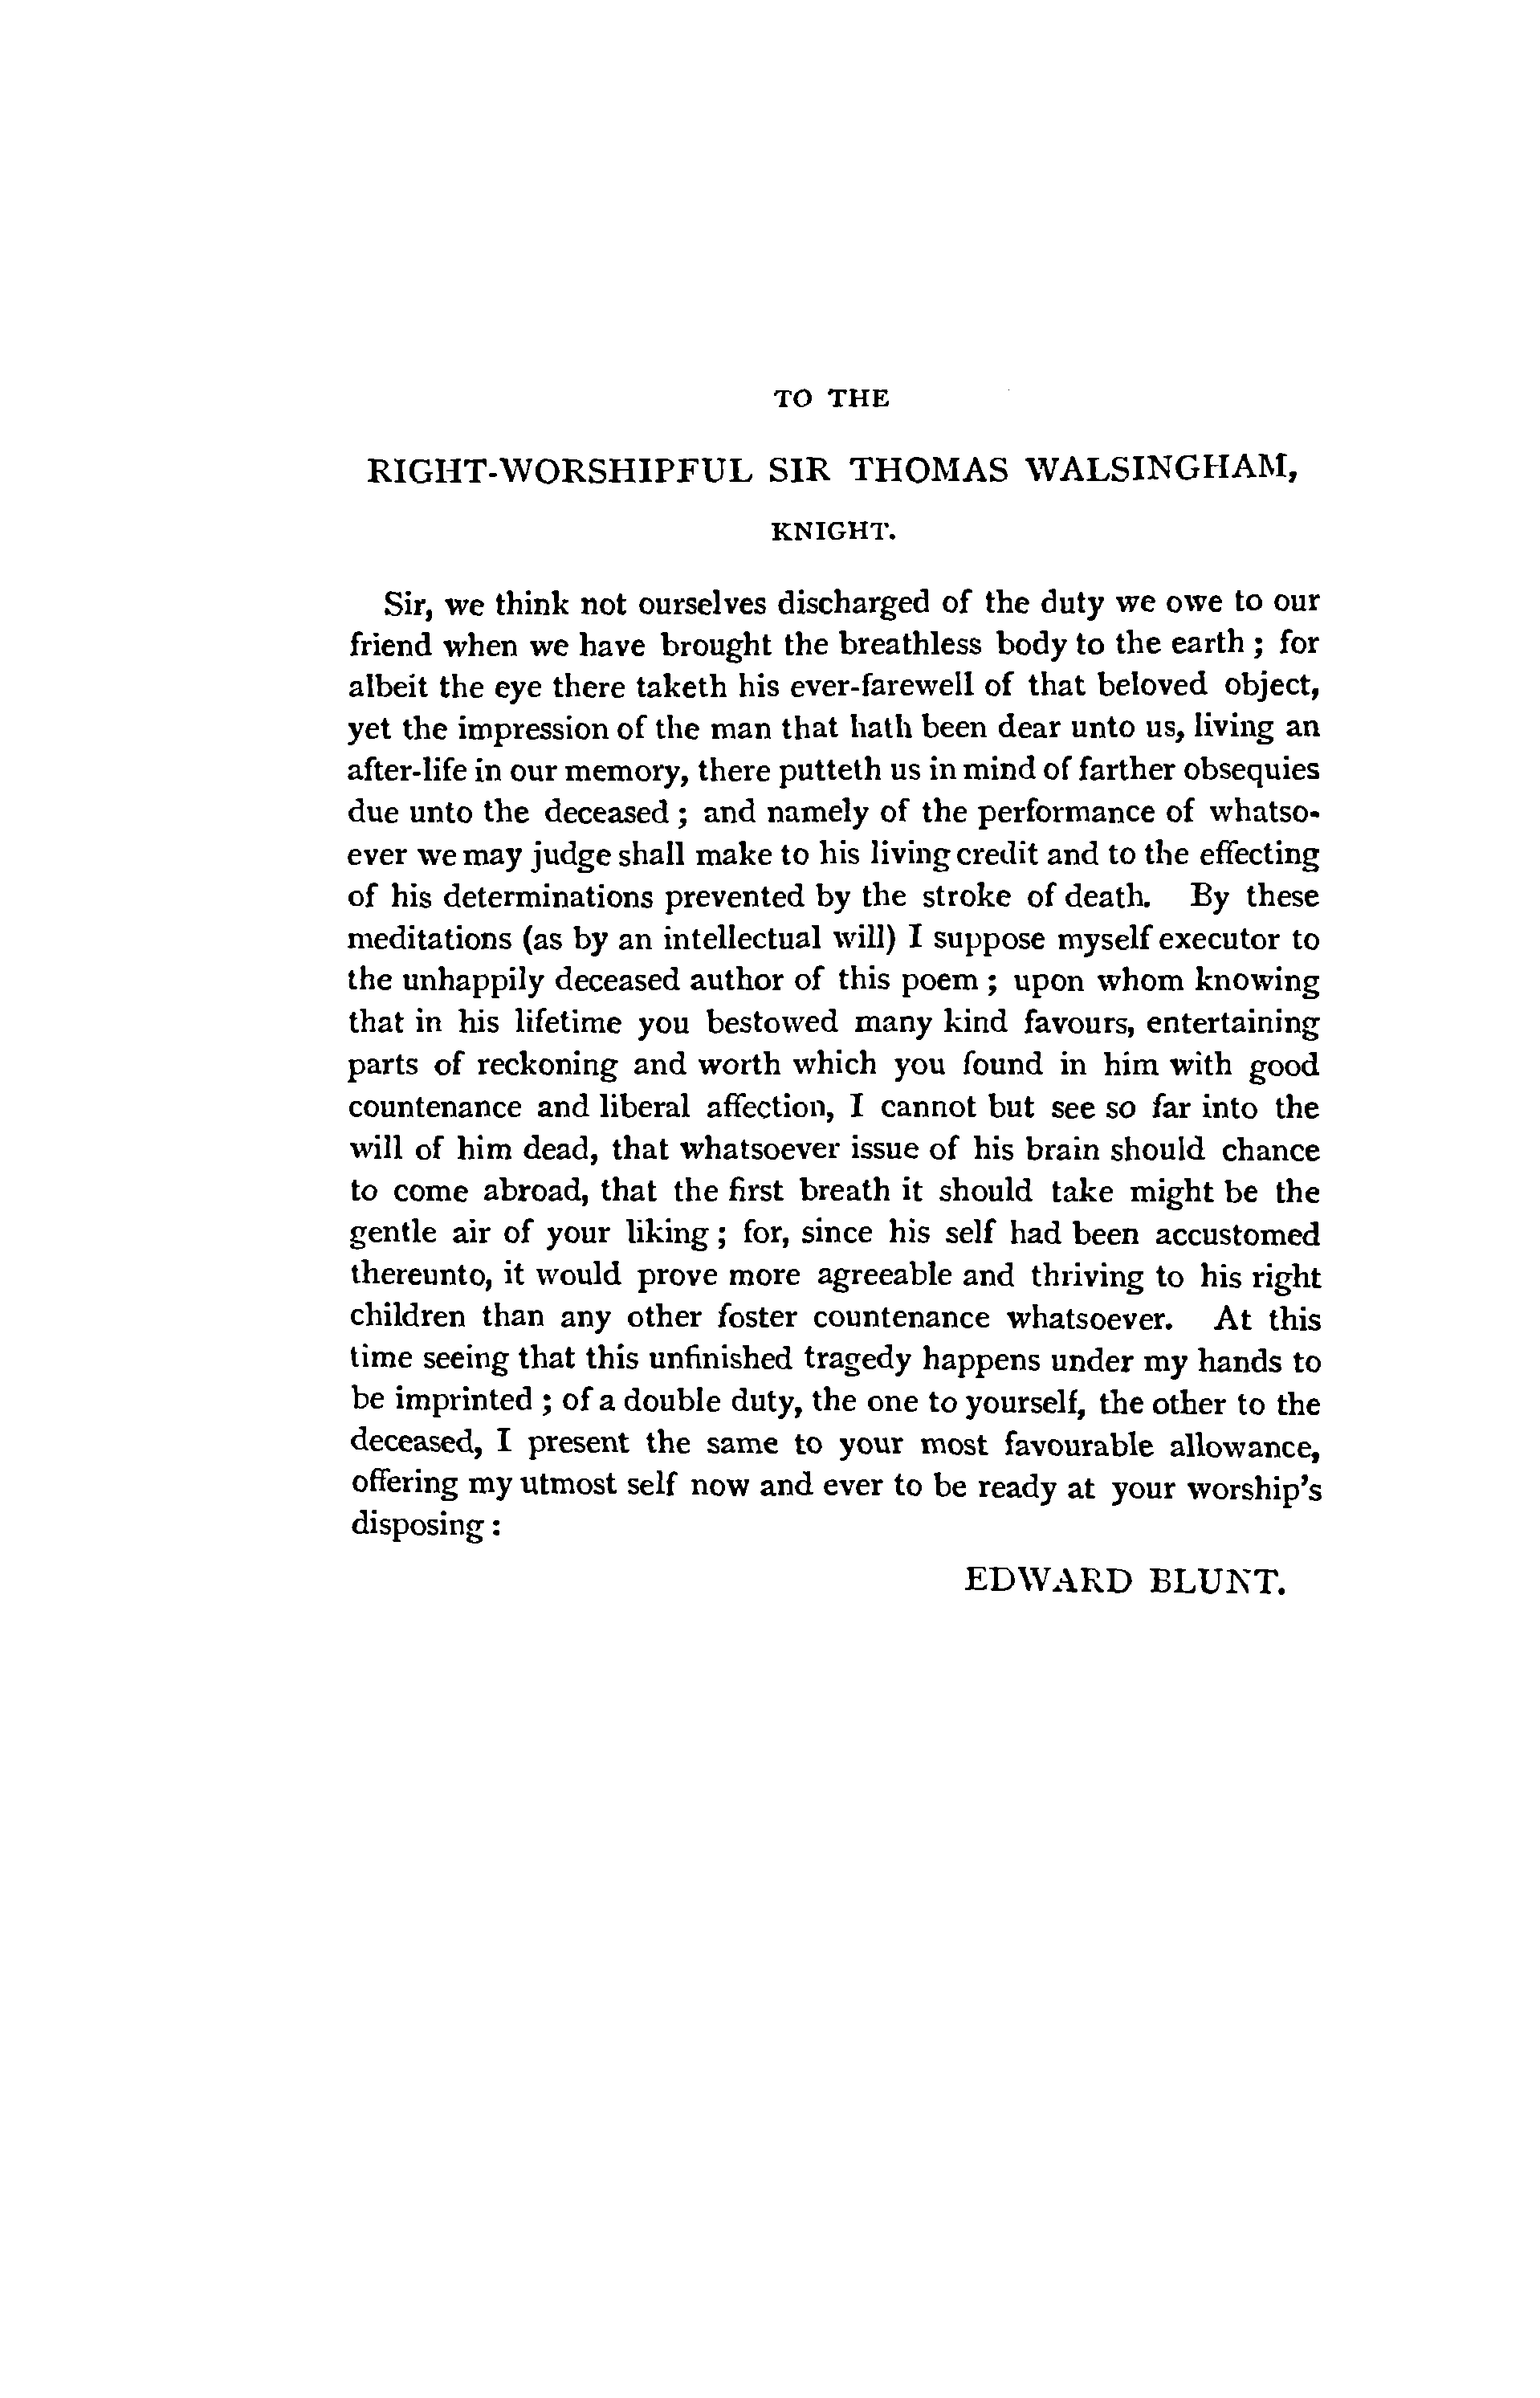 TO THE
RIGHT-WORSHIPFUL SIR THOMAS WALSINGHAM,
KNIGHT.
Sir, we think not ourselves discharged of the duty we owe to our
friend when we have brought the breathless body to the earth ; for
albeit the eye there taketh his ever-farewell of that beloved object,
yet the impression of the man that hath been dear unto us, living an
after-life in our memory, there putteth us in mind of farther obsequies
due unto the deceased ; and namely of the performance of whatso-
ever we may judge shall make to his living credit and to the effecting
of his determinations prevented by the stroke of death. By these
meditations (as by an intellectual will) I suppose myself executor to
the unhappily deceased author of this poem ; upon whom knowing
that in his lifetime you bestowed many kind favours, entertaining
parts of reckoning and worth which you found in him with good
countenance and liberal affection, I cannot but see so far into the
will of him dead, that whatsoever issue of his brain should chance
to come abroad, that the first breath it should take might be the
gentle air of your liking ; for, since his self had been accustomed
thereunto, it would prove more agreeable and thriving to his right
children than any other foster countenance whatsoever. At this
time seeing that this unfinished tragedy happens under my hands to
be imprinted ; of a double duty, the one to yourself, the other to the
deceased, I present the same to your most favourable allowance,
offering my utmost self now and ever to be ready at your worship's
disposing :
EDWARD BLUNT.